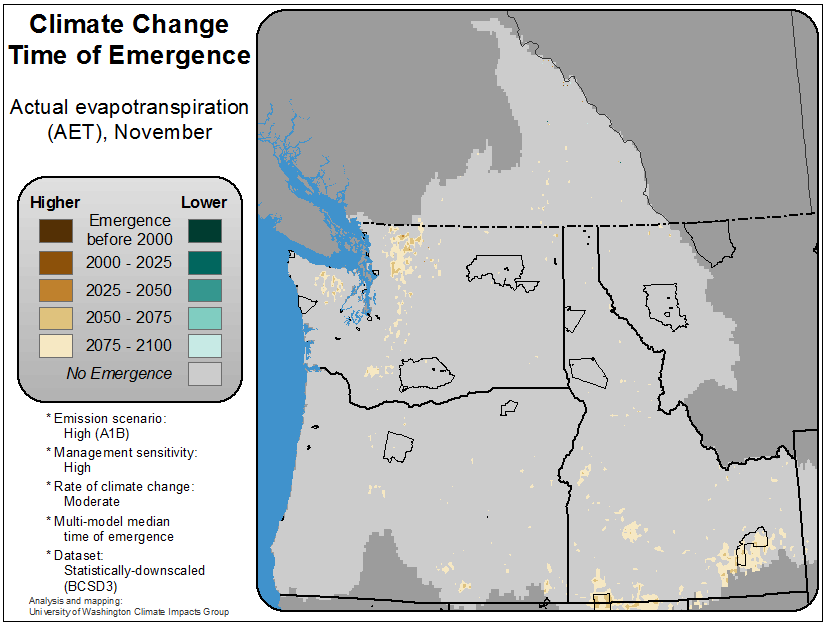 Climate Change
Time of Emergence
Actual evapotranspiration
(AET), November
Higher Lower
Emergence
before 2000
2000 - 2025
2025 - 2050
2050 - 2075
2075 - 2100
No Emergence
* Emission scenario:
High (A1B)
* Management sensitivity:
High
* Rate of climate change:
Moderate
* Multi-model median
time of emergence
* Dataset:
Statistically-downscaled
(BCSD3)
Analysis and mapping:
University of Washington Climate Impacts Group